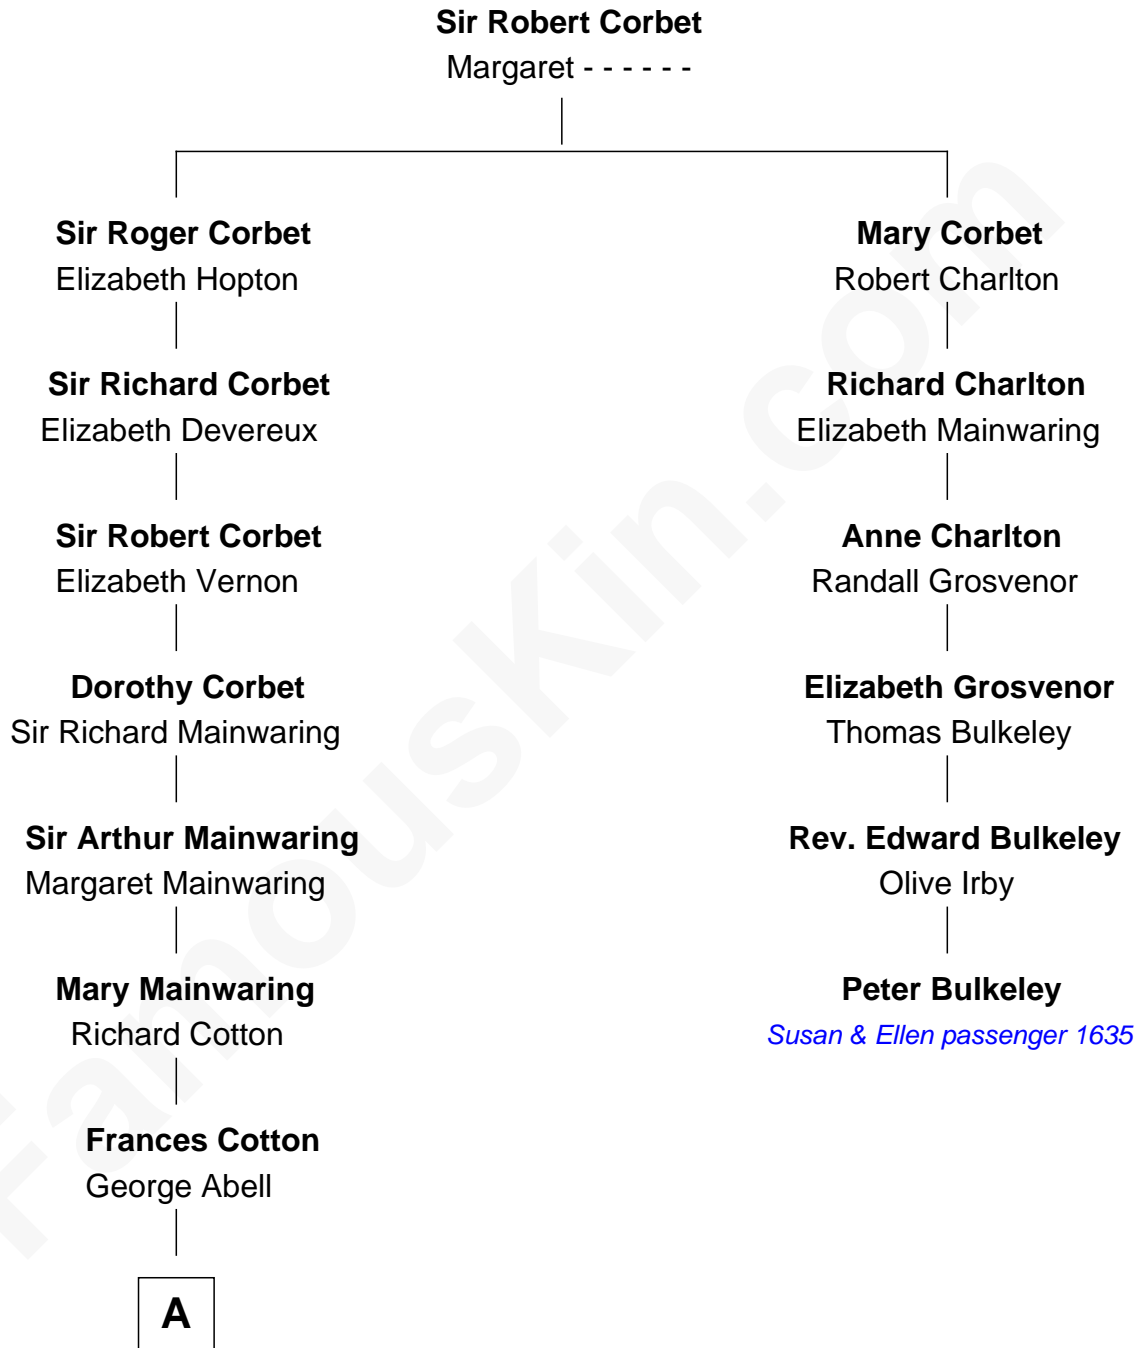 Sir Robert Corbet
Margaret - - - - - -
Sir Roger Corbet
Elizabeth Hopton
Sir Richard Corbet
Elizabeth Devereux
Sir Robert Corbet
Elizabeth Vernon
Dorothy Corbet
Sir Richard Mainwaring
Sir Arthur Mainwaring
Margaret Mainwaring
Mary Mainwaring
Richard Cotton
Frances Cotton
George Abell
A
Mary Corbet
Robert Charlton
Richard Charlton
Elizabeth Mainwaring
Anne Charlton
Randall Grosvenor
Elizabeth Grosvenor
Thomas Bulkeley
Rev. Edward Bulkeley
Olive Irby
Peter Bulkeley
Susan & Ellen passenger 1635
FamousKin.com